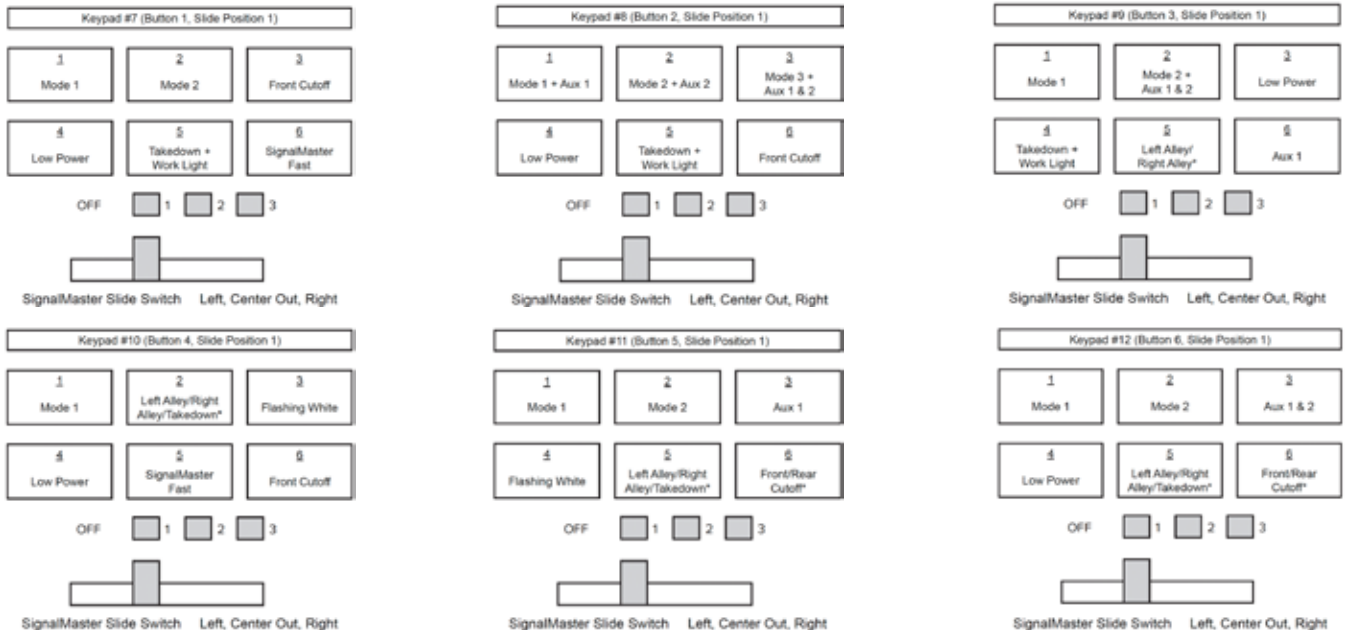 Keypad #7 (Button 1, Slide Position 1)
1
Mode 1
2
Mode 2
3
Front Cutoff
4
Low Power
5
Takedown +
Work Light
6
SignalMaster
Fast
OFF 1 2 3
SignalMaster Slide Switch Left, Center Out, Right
Keypad #8 (Button 2, Slide Position 1)
1
Mode 1 + Aux 1
2
Mode 2 + Aux 2
3
Mode 3 +
Aux 1 & 2
4
Low Power
5
Takedown +
Work Light
6
Front Cutoff
OFF 1 2 3
SignalMaster Slide Switch Left, Center Out, Right
Keypad #9 (Button 3, Slide Position 1)
1
Mode 1
2
Mode 2 +
Aux 1 & 2
3
Low Power
4
Takedown +
Work Light
5
Left Alley/
Right Alley*
6
Aux 1
OFF 1 2 3
SignalMaster Slide Switch Left, Center Out, Right
Keypad #10 (Button 4, Slide Position 1)
1
Mode 1
2
Left Alley/Right
Alley/Takedown*
3
Flashing White
4
Low Power
5
SignalMaster
Fast
6
Front Cutoff
OFF 1 2 3
SignalMaster Slide Switch Left, Center Out, Right
Keypad #11 (Button 5, Slide Position 1)
1
Mode 1
2
Mode 2
3
Aux 1
4
Flashing White
5
Left Alley/Right
Alley/Takedown*
6
Front/Rear
Cutoff*
OFF 1 2 3
SignalMaster Slide Switch Left, Center Out, Right
Keypad #12 (Button 6, Slide Position 1)
1
Mode 1
2
Mode 2
3
Aux 1 & 2
4
Low Power
5
Left Alley/Right
Alley/Takedown*
6
Front/Rear
Cutoff*
OFF 1 2 3
SignalMaster Slide Switch Left, Center Out, Right